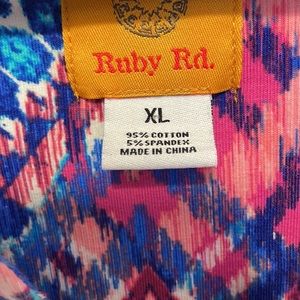 Ruby Rd.
XL
95% COTTON
5% SPANDEX
MADE IN CHINA